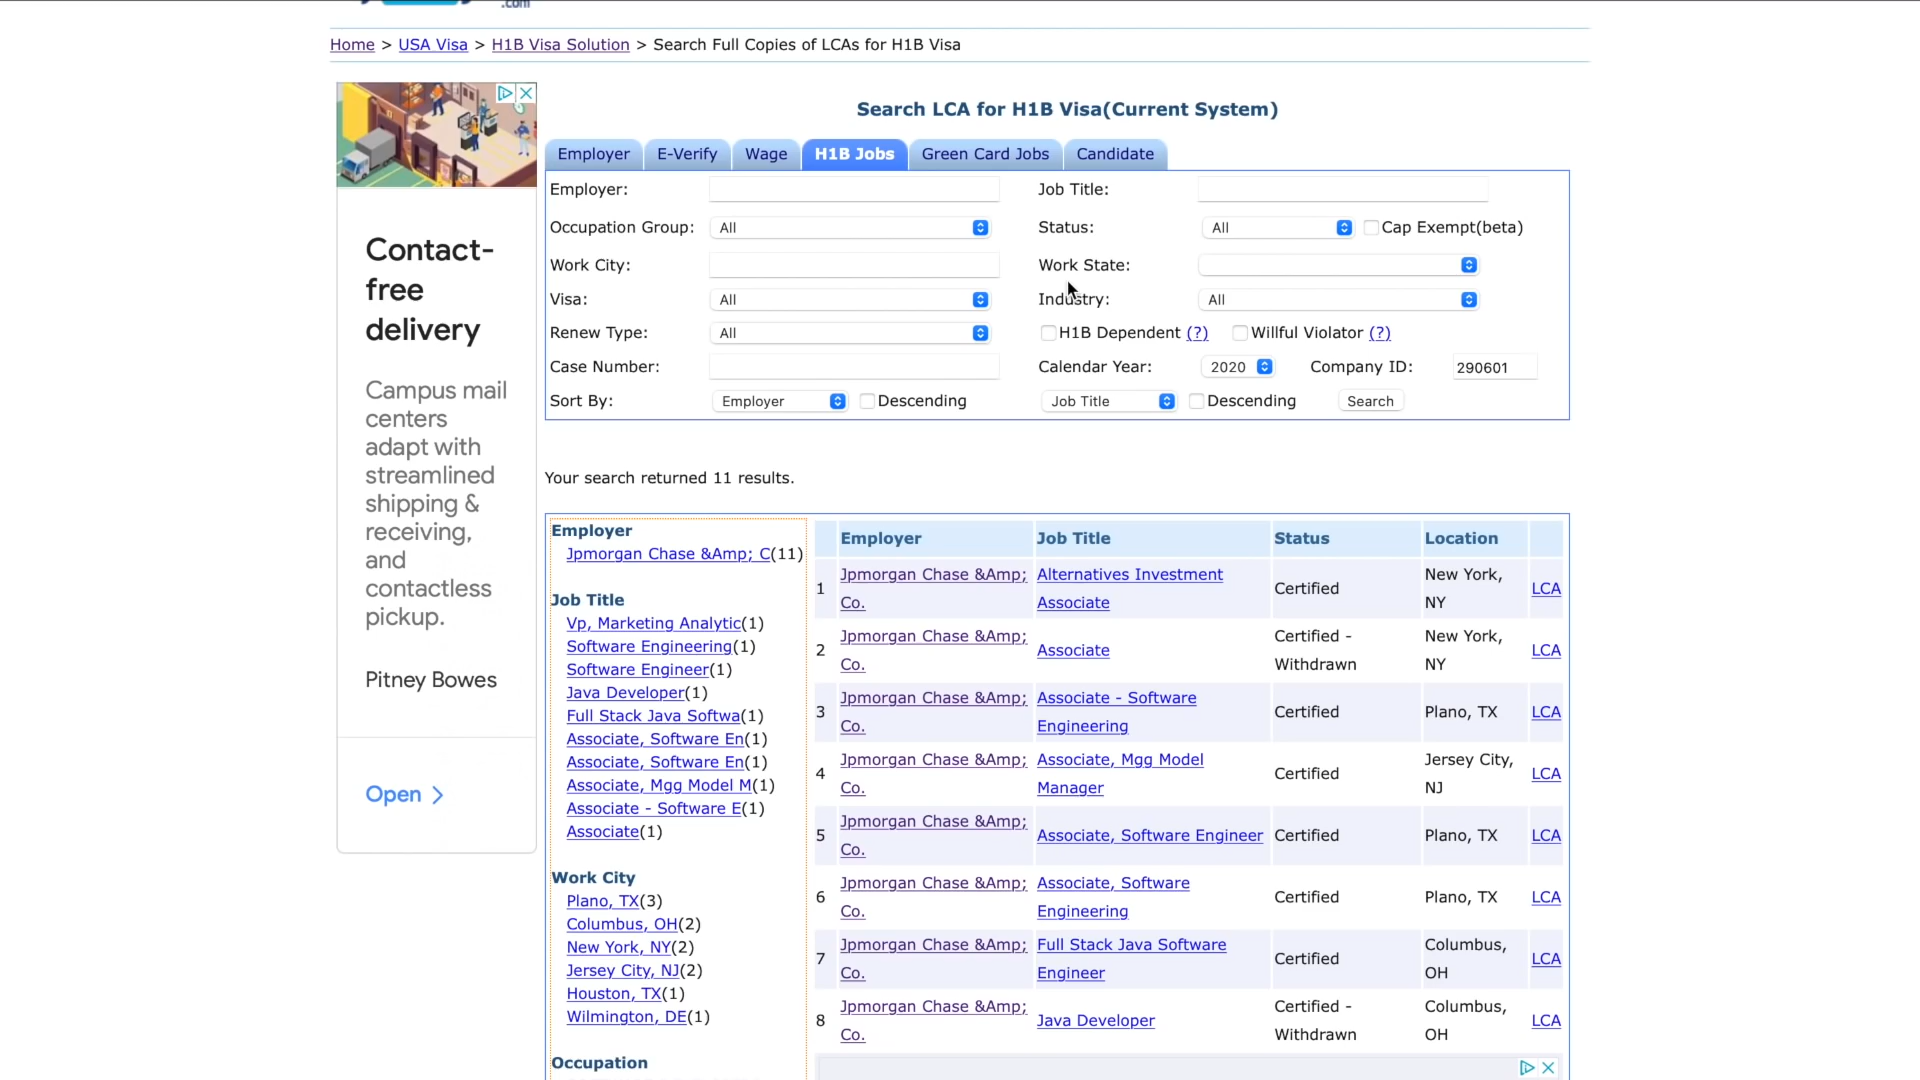 .com
Home > USA Visa > H1B Visa Solution > Search Full Copies of LCAs for H1B Visa
Contact-
free
delivery
Campus mail
centers
adapt with
streamlined
shipping &
receiving,
and
contactless
pickup.
Pitney Bowes
Open >
Search LCA for H1B Visa(Current System)
Employer E-Verify Wage H1B Jobs Green Card Jobs Candidate
Employer: Job Title:
Occupation Group: All Status: All Cap Exempt(beta)
Work City: Work State:
Visa: All Industry: All
Renew Type: All H1B Dependent (?) Willful Violator (?)
Case Number: Calendar Year: 2020 Company ID: 290601
Sort By: Employer Descending Job Title Descending Search
Your search returned 11 results.
Employer
Jpmorgan Chase &Amp; C(11)
Job Title
Vp, Marketing Analytic(1)
Software Engineering(1)
Software Engineer(1)
Java Developer(1)
Full Stack Java Softwa(1)
Associate, Software En(1)
Associate, Software En(1)
Associate, Mgg Model M(1)
Associate - Software E(1)
Associate(1)
Work City
Plano, TX(3)
Columbus, OH(2)
New York, NY(2)
Jersey City, NJ(2)
Houston, TX(1)
Wilmington, DE(1)
Occupation
Employer Job Title Status Location
1 Jpmorgan Chase &Amp; Co. Alternatives Investment Associate Certified New York, NY LCA
2 Jpmorgan Chase &Amp; Co. Associate Certified - Withdrawn New York, NY LCA
3 Jpmorgan Chase &Amp; Co. Associate - Software Engineering Certified Plano, TX LCA
4 Jpmorgan Chase &Amp; Co. Associate, Mgg Model Manager Certified Jersey City, NJ LCA
5 Jpmorgan Chase &Amp; Co. Associate, Software Engineer Certified Plano, TX LCA
6 Jpmorgan Chase &Amp; Co. Associate, Software Engineering Certified Plano, TX LCA
7 Jpmorgan Chase &Amp; Co. Full Stack Java Software Engineer Certified Columbus, OH LCA
8 Jpmorgan Chase &Amp; Co. Java Developer Certified - Withdrawn Columbus, OH LCA